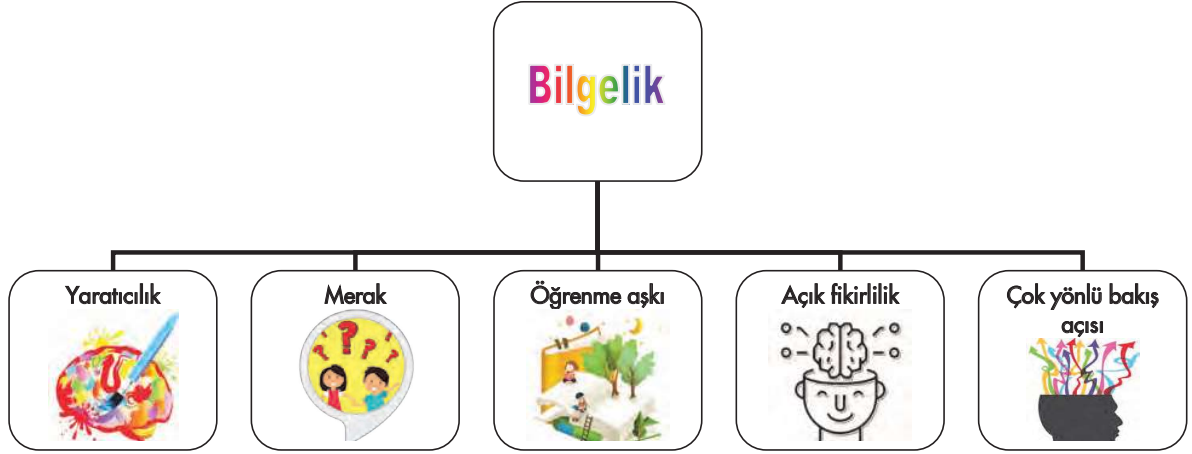 Bilgelik
Yaratıcılık
Merak
Öğrenme aşkı
Açık fikirlilik
Çok yönlü bakış
açısı